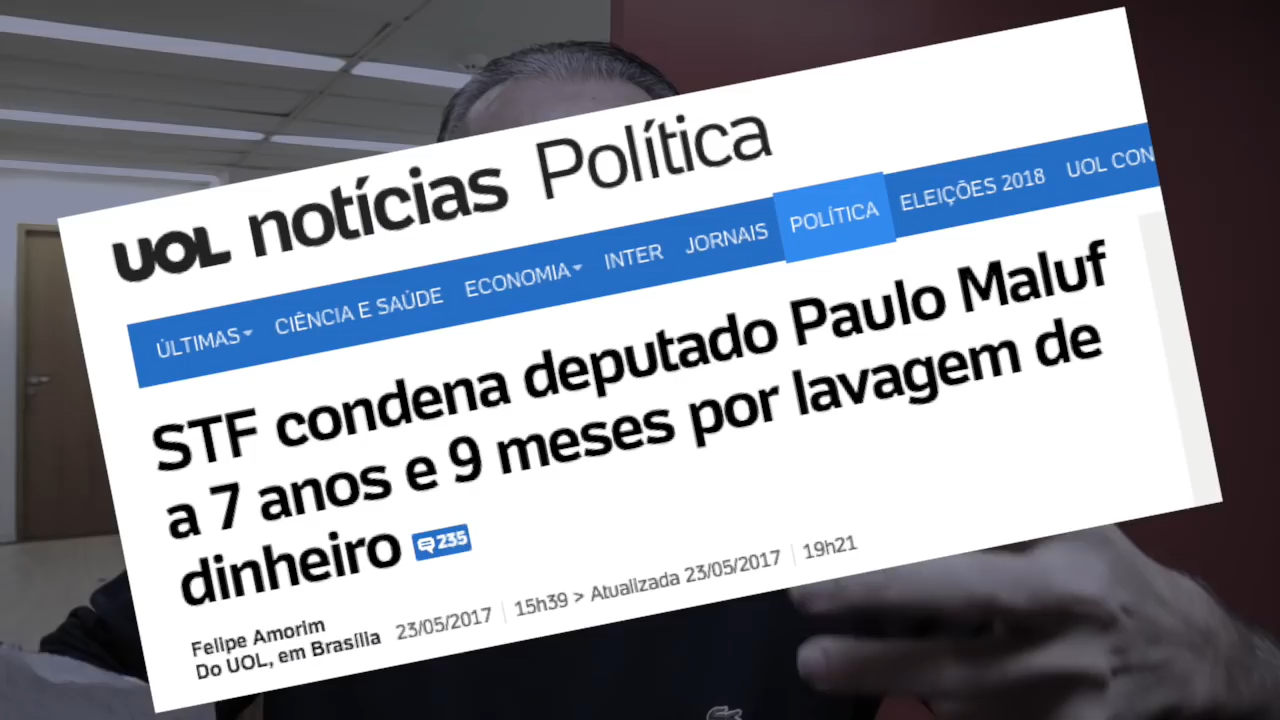 UOL notícias Política
ÚLTIMAS CIÊNCIA E SAÚDE ECONOMIA INTER JORNAIS POLÍTICA ELEIÇÕES 2018 UOL CON
STF condena deputado Paulo Maluf
a 7 anos e 9 meses por lavagem de
dinheiro 235
Felipe Amorim
Do UOL, em Brasília 23/05/2017 | 15h39 > Atualizada 23/05/2017 | 19h21